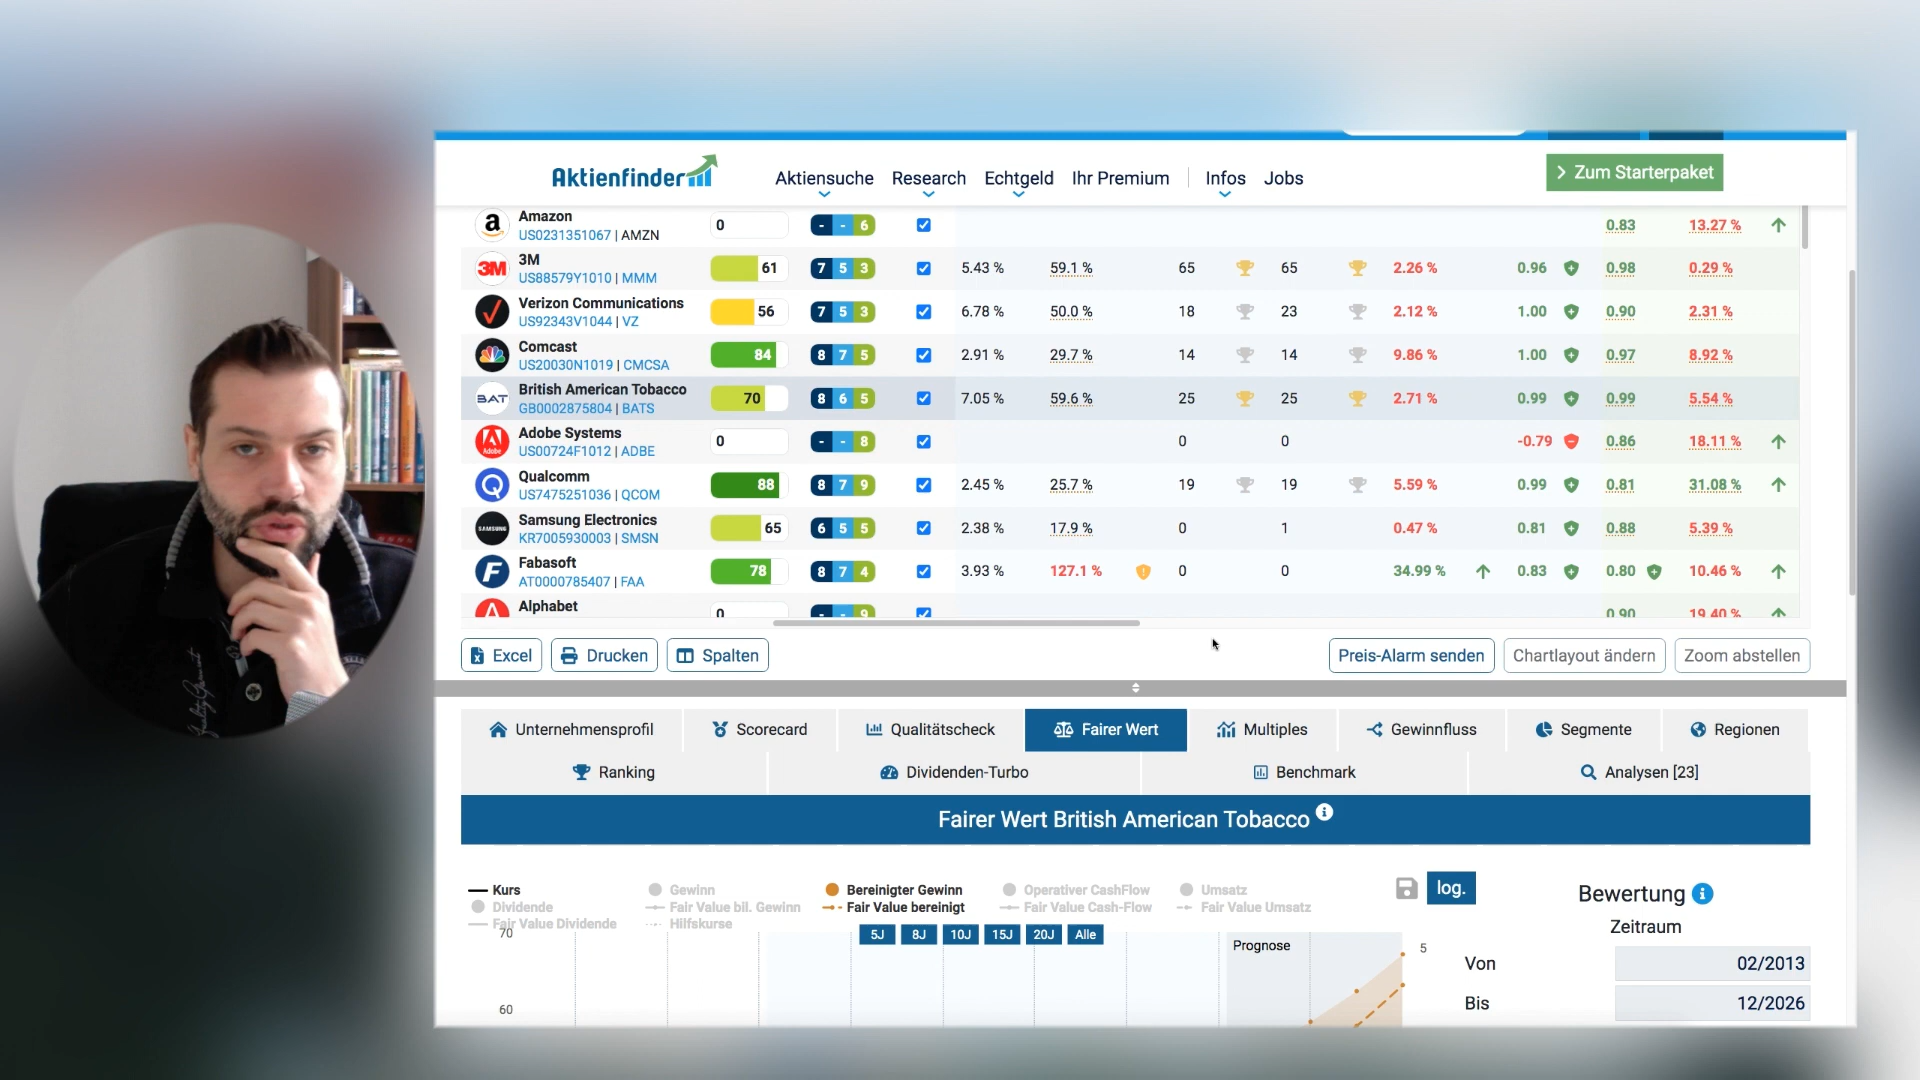 Aktienfinder
Aktiensuche Research Echtgeld Ihr Premium Infos Jobs
Zum Starterpaket
a Amazon
US0231351067 | AMZN
0 - - 6 0.83 13.27 %
3M 3M
US88579Y1010 | MMM
61 7 5 3 5.43 % 59.1 % 65 65 2.26 % 0.96 0.98 0.29 %
Verizon Communications
US92343V1044 | VZ
56 7 5 3 6.78 % 50.0 % 18 23 2.12 % 1.00 0.90 2.31 %
Comcast
US20030N1019 | CMCSA
84 8 7 5 2.91 % 29.7 % 14 14 9.86 % 1.00 0.97 8.92 %
BAT British American Tobacco
GB0002875804 | BATS
70 8 6 5 7.05 % 59.6 % 25 25 2.71 % 0.99 0.99 5.54 %
Adobe Adobe Systems
US00724F1012 | ADBE
0 - - 8 0 0 -0.79 0.86 18.11 %
Qualcomm
US7475251036 | QCOM
88 8 7 9 2.45 % 25.7 % 19 19 5.59 % 0.99 0.81 31.08 %
SAMSUNG Samsung Electronics
KR7005930003 | SMSN
65 6 5 5 2.38 % 17.9 % 0 1 0.47 % 0.81 0.88 5.39 %
F Fabasoft
AT0000785407 | FAA
78 8 7 4 3.93 % 127.1 % 0 0 34.99 % 0.83 0.80 10.46 %
Alphabet
0 - - 9 0.90 19.40 %
Excel Drucken Spalten Preis-Alarm senden Chartlayout ändern Zoom abstellen
Unternehmensprofil Scorecard Qualitätscheck Fairer Wert Multiples Gewinnfluss Segmente Regionen
Ranking Dividenden-Turbo Benchmark Analysen [23]
Fairer Wert British American Tobacco
Kurs Gewinn Bereinigter Gewinn Operativer CashFlow Umsatz
Dividende Fair Value bil. Gewinn Fair Value bereinigt Fair Value Cash-Flow Fair Value Umsatz
Fair Value Dividende Hilfskurse
log.
Bewertung
Zeitraum
5J 8J 10J 15J 20J Alle
70
Prognose
5
Von 02/2013
Bis 12/2026
60